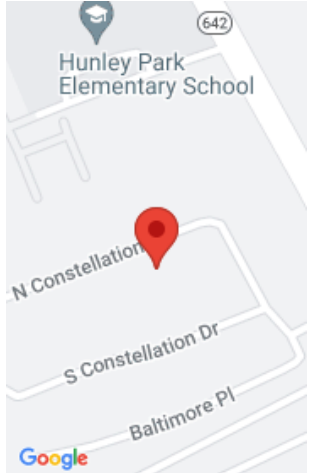 642
Hunley Park
Elementary School
N Constellation
S Constellation Dr
Baltimore Pl
Google